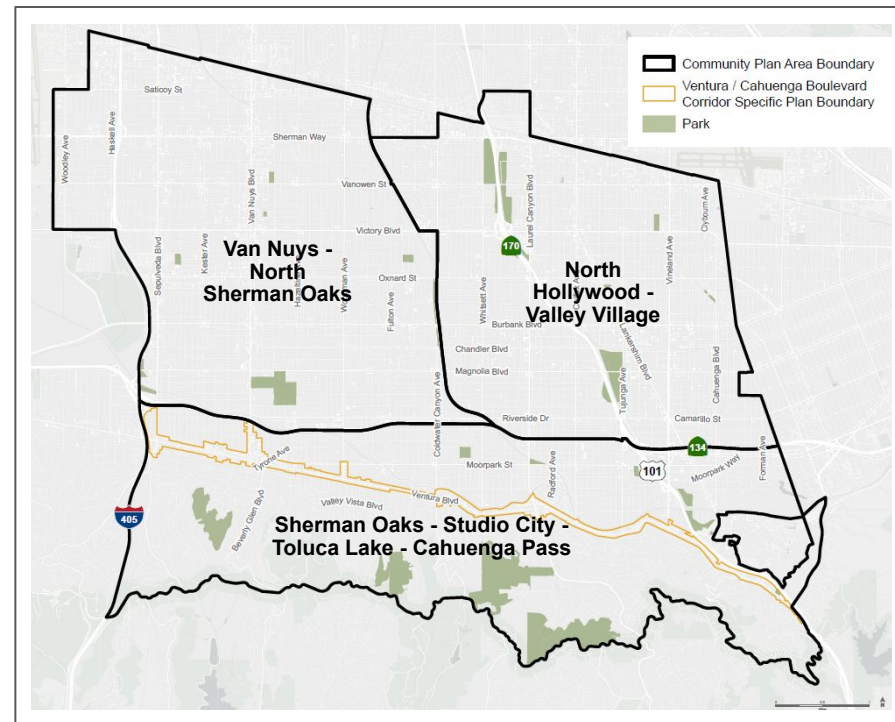 Community Plan Area Boundary
Ventura / Cahuenga Boulevard
Corridor Specific Plan Boundary
Park
Saticoy St
Woodley Ave
Haskell Ave
Sherman Way
Van Nuys Blvd
Vanowen St
Laurel Canyon Blvd
Clybourn Ave
Victory Blvd
Sepulveda Blvd
Kester Ave
Van Nuys -
North
Sherman Oaks
170
Vineland Ave
Oxnard St
Fulton Ave
Whitsett Ave
North
Hollywood -
Valley Village
Burbank Blvd
Lankershim Blvd
Chandler Blvd
Magnolia Blvd
Coldwater Canyon Ave
Tujunga Ave
Cahuenga Blvd
Riverside Dr
Camarillo St
134
Tyrone Ave
Moorpark St
Radford Ave
101
Moorpark Way
Forman Ave
405
Beverly Glen Blvd
Valley Vista Blvd
Ventura Blvd
Sherman Oaks - Studio City -
Toluca Lake - Cahuenga Pass